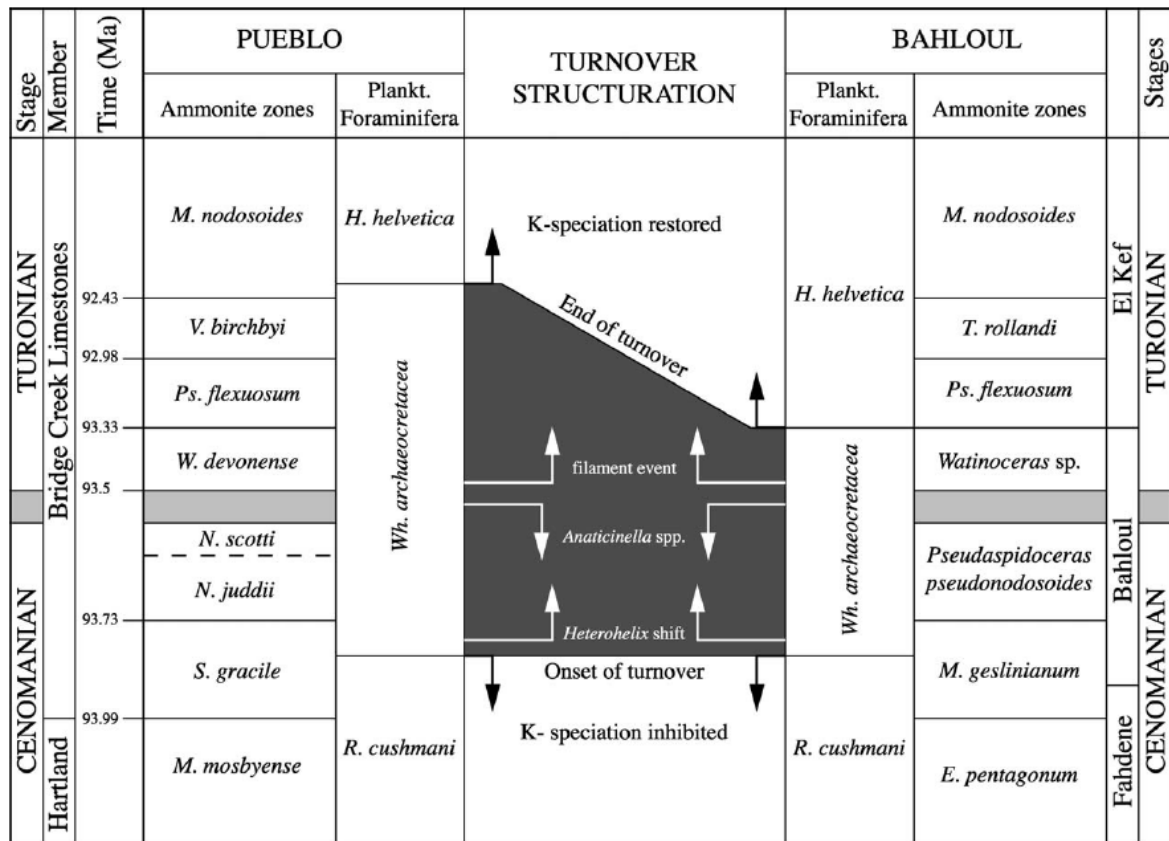 PUEBLO
TURNOVER
STRUCTURATION
BAHLOUL
Stage
Member
Time (Ma)
Ammonite zones
Plankt.
Foraminifera
Plankt.
Foraminifera
Ammonite zones
Stages
TURONIAN
CENOMANIAN
Bridge Creek Limestones
Hartland
92.43
92.98
93.33
93.5
93.73
93.99
M. nodosoides
V. birchbyi
Ps. flexuosum
W. devonense
N. scotti
N. juddii
S. gracile
M. mosbyense
H. helvetica
Wh. archaeocretacea
R. cushmani
K-speciation restored
End of turnover
filament event
Anaticinella spp.
Heterohelix shift
Onset of turnover
K- speciation inhibited
H. helvetica
Wh. archaeocretacea
R. cushmani
M. nodosoides
T. rollandi
Ps. flexuosum
Watinoceras sp.
Pseudaspidoceras
pseudonodosoides
M. geslinianum
E. pentagonum
El Kef
Bahloul
Fahdene
TURONIAN
CENOMANIAN